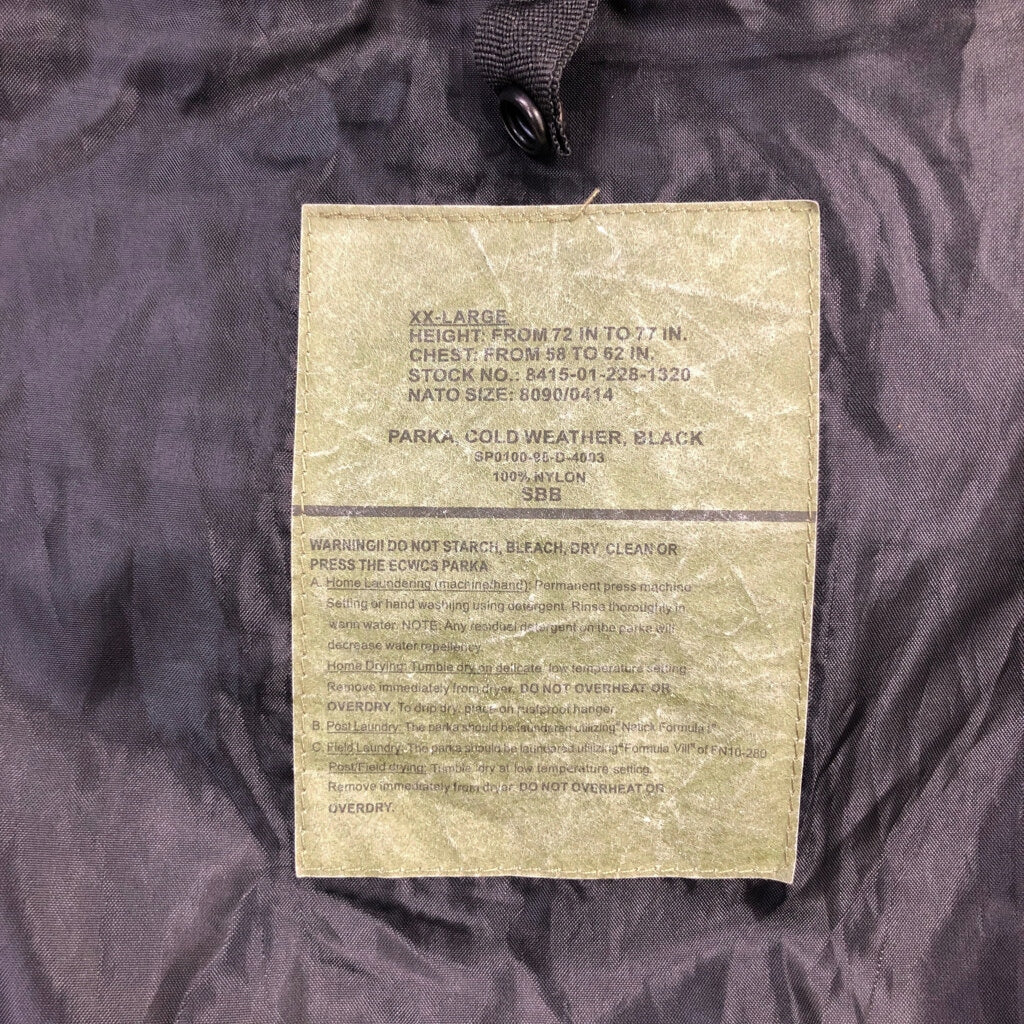 XX-LARGE
HEIGHT: FROM 72 IN TO 77 IN.
CHEST: FROM 58 TO 62 IN.
STOCK NO.: 8415-01-228-1320
NATO SIZE: 8090/0414
PARKA, COLD WEATHER, BLACK
SP0100-96-D-4003
100% NYLON
SBB
WARNING!! DO NOT STARCH, BLEACH, DRY CLEAN OR
PRESS THE ECWCS PARKA
A. Home Laundering (machine/hand): Permanent press machine
Setting or hand washijng using detergent. Rinse thoroughly in
warm water. NOTE: Any residual detergent on the parka will
decrease water repellency.
Home Drying: Tumble dry on delicate low temperature setting
Remove immediately from dryer. DO NOT OVERHEAT OR
OVERDRY. To drip dry, place on rustproof hanger
B. Post Laundry: The parka should be laundered utilizing "Natick Formula I"
C. Field Laundry: The parka should be laundered utilizing "Formula VIII" of FN10-280
Post/Field drying: Tumble dry at low temperature setting.
Remove immediately from dryer. DO NOT OVERHEAT OR
OVERDRY.